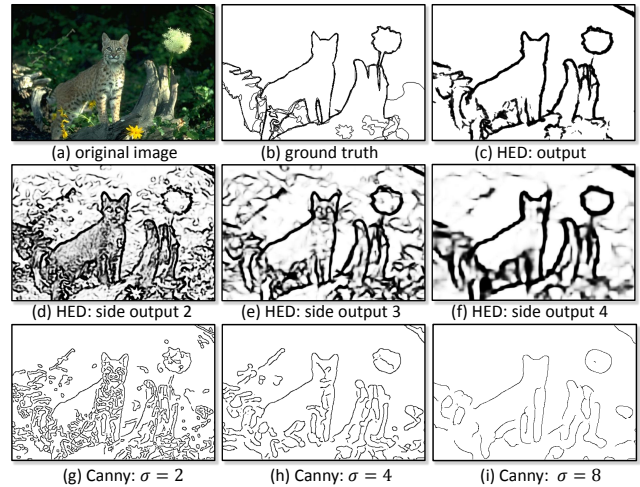 (a) original image (b) ground truth (c) HED: output
(d) HED: side output 2 (e) HED: side output 3 (f) HED: side output 4
(g) Canny: σ = 2 (h) Canny: σ = 4 (i) Canny: σ = 8